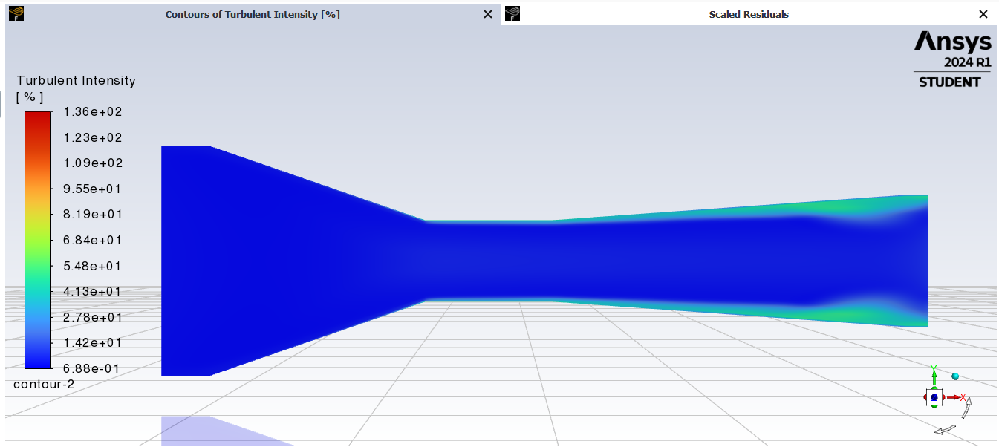 Contours of Turbulent Intensity [%]
Scaled Residuals
Ansys
2024 R1
STUDENT
Turbulent Intensity
[ % ]
1.36e+02
1.23e+02
1.09e+02
9.55e+01
8.19e+01
6.84e+01
5.48e+01
4.13e+01
2.78e+01
1.42e+01
6.88e-01
contour-2
Y
X